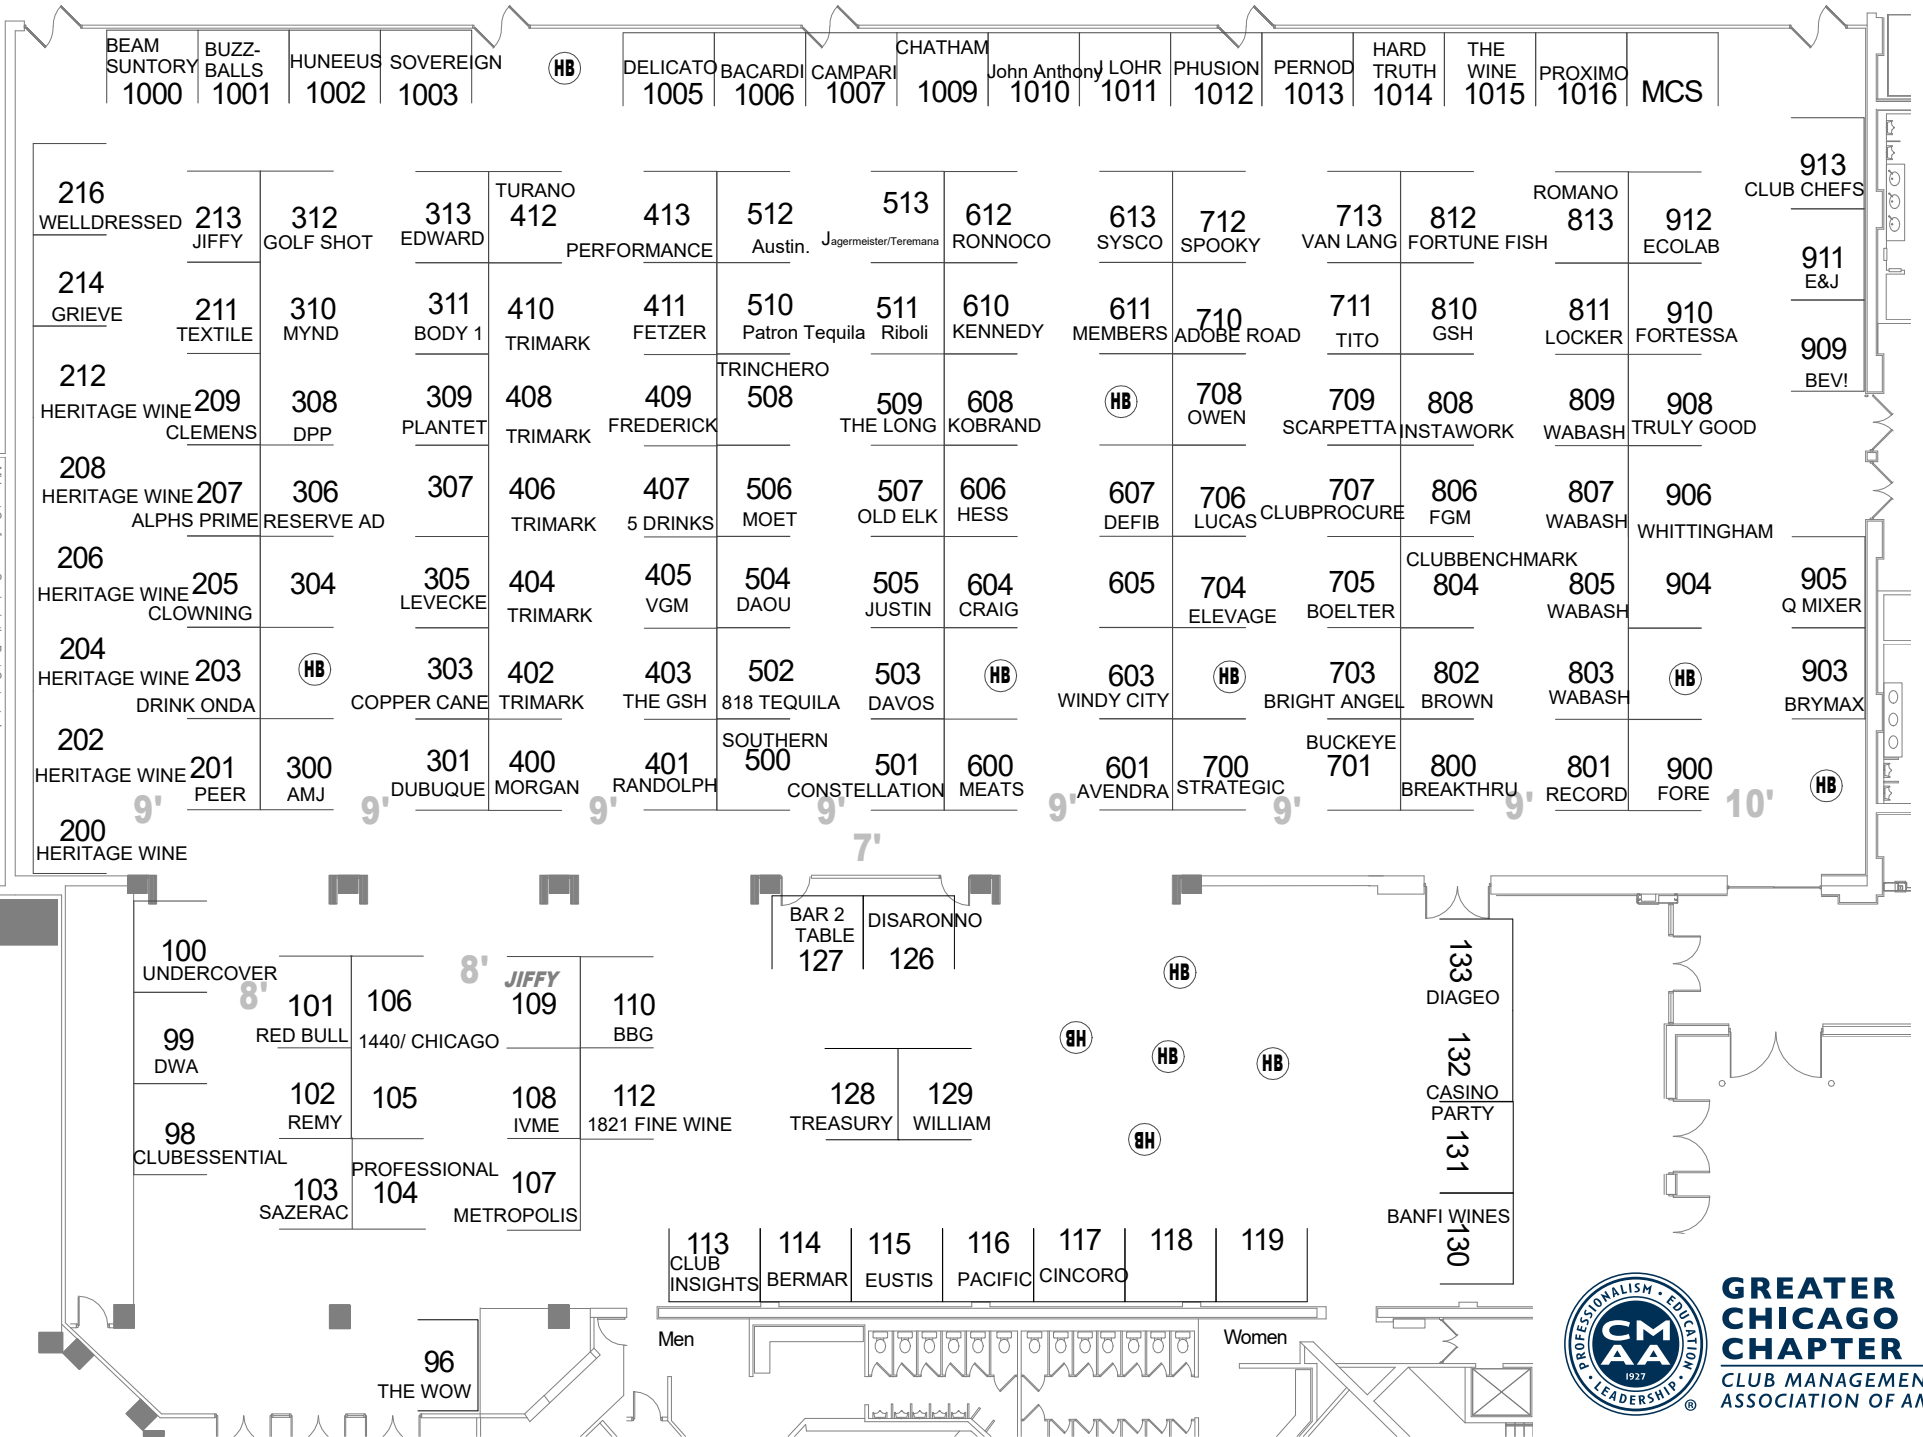 BEAM
SUNTORY
1000
BUZZ-
BALLS
1001
HUNEEUS
1002
SOVEREIGN
1003
HB
DELICATO
1005
BACARDI
1006
CAMPARI
1007
CHATHAM
1009
John Anthony
1010
J LOHR
1011
PHUSION
1012
PERNOD
1013
HARD
TRUTH
1014
THE
WINE
1015
PROXIMO
1016
MCS
216
WELLDRESSED
213
JIFFY
312
GOLF SHOT
313
EDWARD
TURANO
412
413
PERFORMANCE
512
Austin.
513
Jagermeister/Teremana
612
RONNOCO
613
SYSCO
712
SPOOKY
713
VAN LANG
812
FORTUNE FISH
ROMANO
813
912
ECOLAB
913
CLUB CHEFS
214
GRIEVE
211
TEXTILE
310
MYND
311
BODY 1
410
TRIMARK
411
FETZER
510
Patron Tequila
511
Riboli
610
KENNEDY
611
MEMBERS
710
ADOBE ROAD
711
TITO
810
GSH
811
LOCKER
910
FORTESSA
911
E&J
212
HERITAGE WINE
209
CLEMENS
308
DPP
309
PLANTET
408
TRIMARK
409
FREDERICK
TRINCHERO
508
509
THE LONG
608
KOBRAND
HB
708
OWEN
709
SCARPETTA
808
INSTAWORK
809
WABASH
908
TRULY GOOD
909
BEV!
208
HERITAGE WINE
207
ALPHS PRIME
306
RESERVE AD
307
406
TRIMARK
407
5 DRINKS
506
MOET
507
OLD ELK
606
HESS
607
DEFIB
706
LUCAS
707
CLUBPROCURE
806
FGM
807
WABASH
906
WHITTINGHAM
206
HERITAGE WINE
205
CLOWNING
304
305
LEVECKE
404
TRIMARK
405
VGM
504
DAOU
505
JUSTIN
604
CRAIG
605
704
ELEVAGE
705
BOELTER
CLUBBENCHMARK
804
805
WABASH
904
905
Q MIXER
204
HERITAGE WINE
203
DRINK ONDA
HB
303
COPPER CANE
402
TRIMARK
403
THE GSH
502
818 TEQUILA
503
DAVOS
HB
603
WINDY CITY
HB
703
BRIGHT ANGEL
802
BROWN
803
WABASH
HB
903
BRYMAX
202
HERITAGE WINE
201
PEER
300
AMJ
301
DUBUQUE
400
MORGAN
401
RANDOLPH
SOUTHERN
500
501
CONSTELLATION
600
MEATS
601
AVENDRA
700
STRATEGIC
BUCKEYE
701
800
BREAKTHRU
801
RECORD
900
FORE
HB
9'
9'
9'
9'
9'
9'
9'
10'
7'
200
HERITAGE WINE
100
UNDERCOVER
99
DWA
98
CLUBESSENTIAL
8'
101
RED BULL
106
1440/ CHICAGO
102
REMY
105
103
SAZERAC
PROFESSIONAL
104
8'
JIFFY
109
110
BBG
108
IVME
112
1821 FINE WINE
107
METROPOLIS
BAR 2
TABLE
127
DISARONNO
126
128
TREASURY
129
WILLIAM
HB
HB
HB
HB
HB
133
DIAGEO
132
CASINO
PARTY
131
BANFI WINES
130
113
CLUB
INSIGHTS
114
BERMAR
115
EUSTIS
116
PACIFIC
117
CINCORO
118
119
Men
Women
96
THE WOW
PROFESSIONALISM • EDUCATION • LEADERSHIP •
CM
AA
1927
®
GREATER
CHICAGO
CHAPTER
CLUB MANAGEMEN
ASSOCIATION OF AM